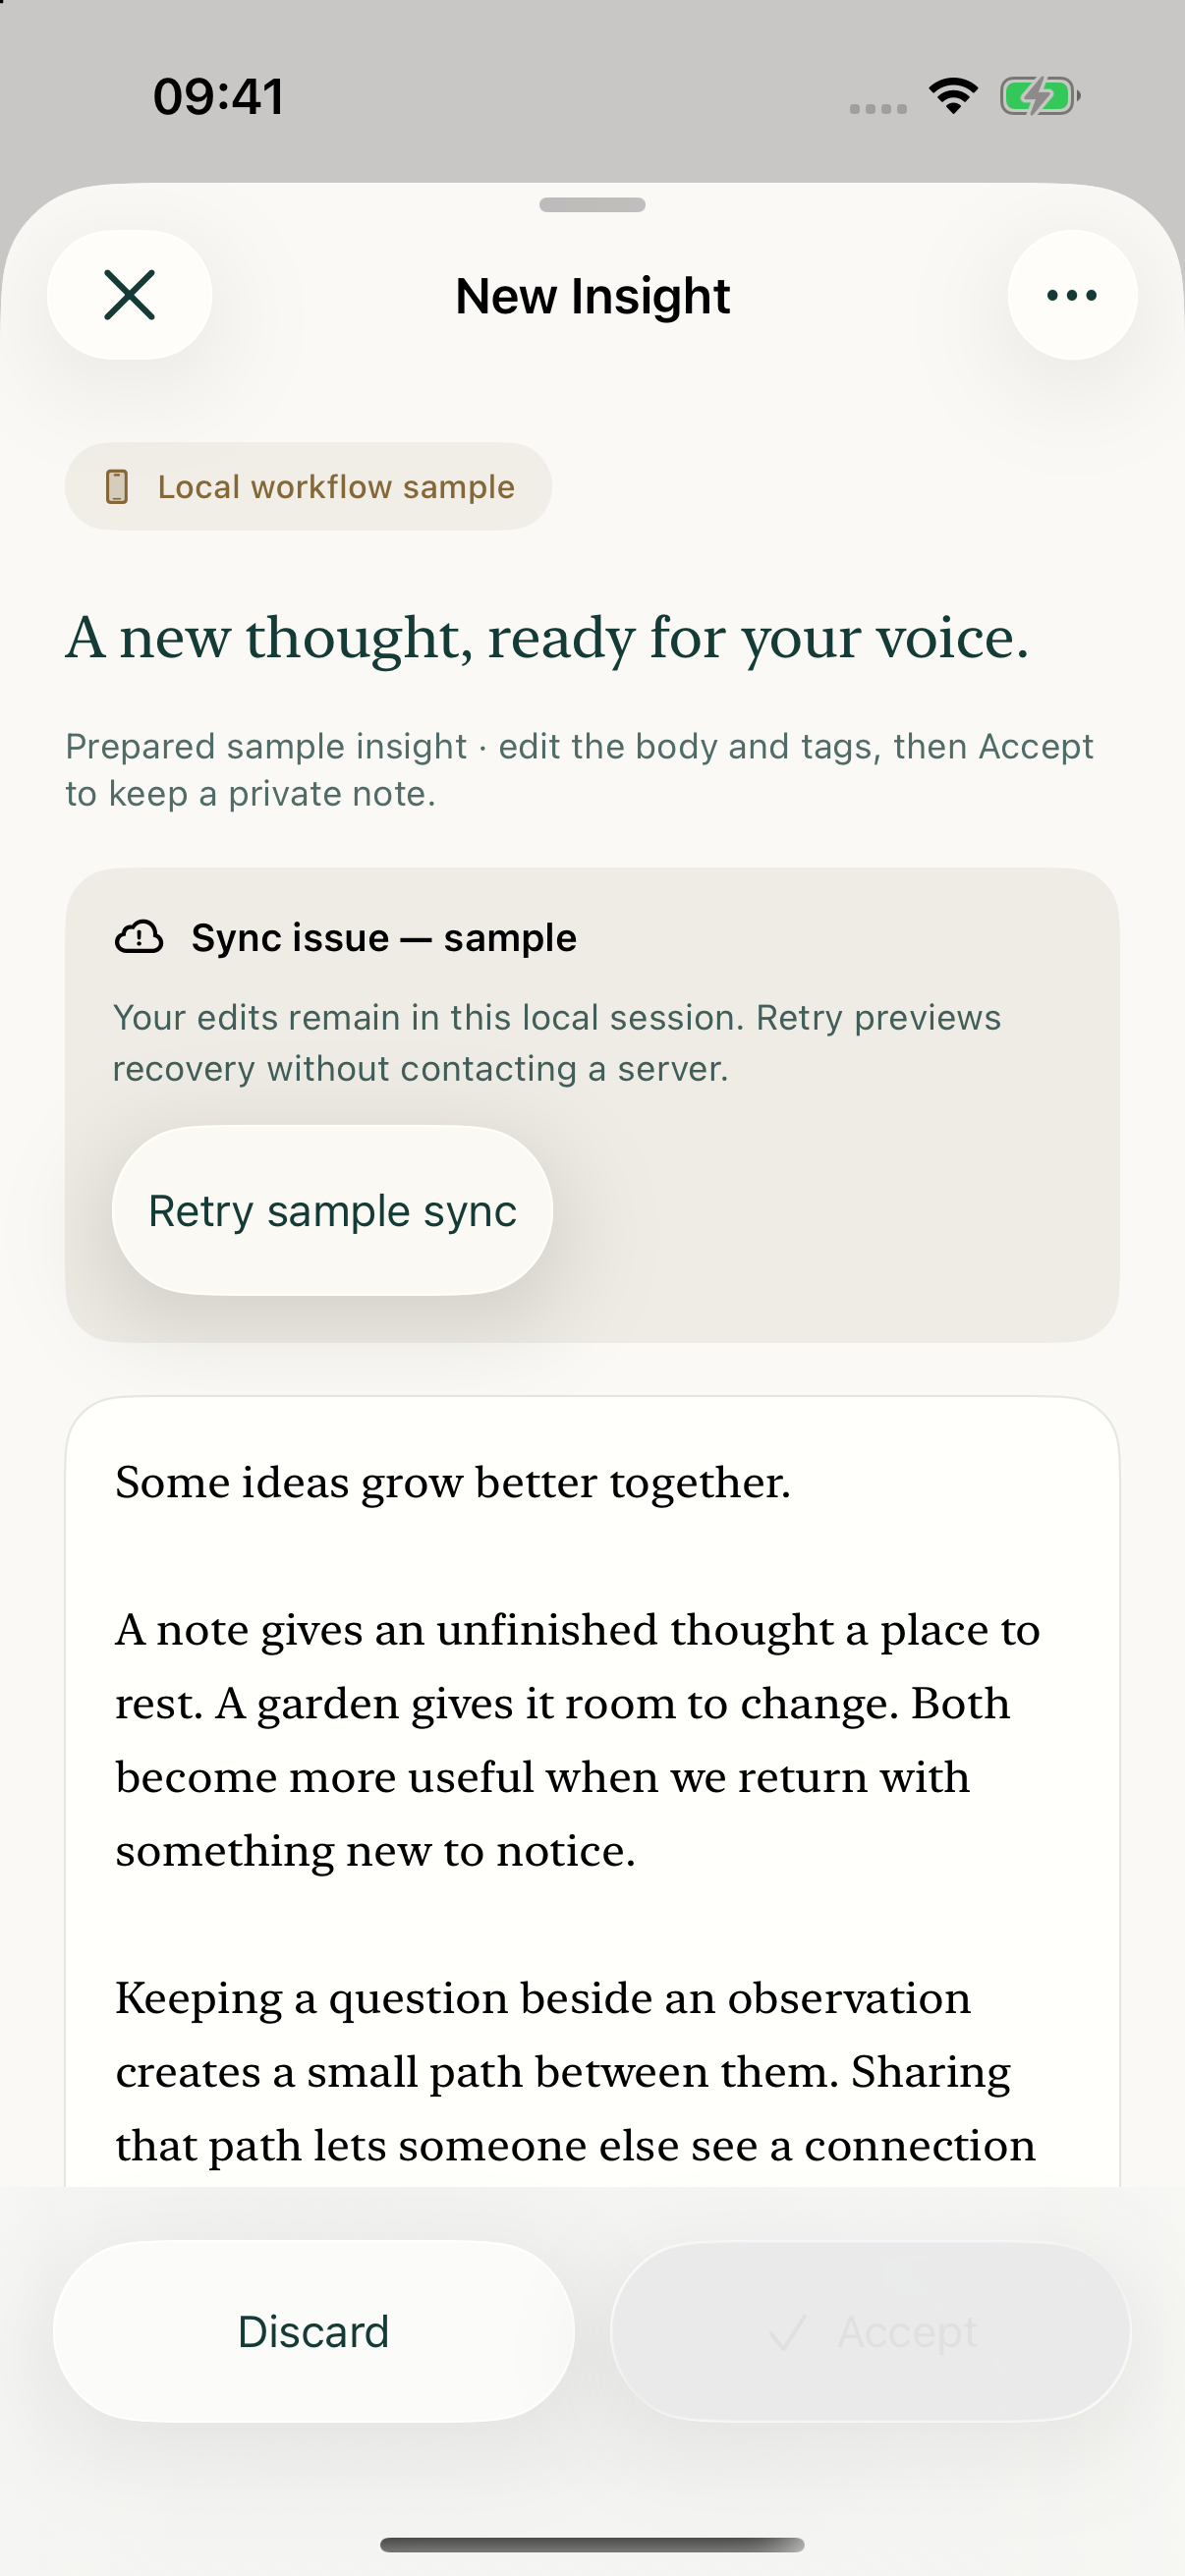 09:41
New Insight
Local workflow sample
A new thought, ready for your voice.
Prepared sample insight · edit the body and tags, then Accept
to keep a private note.
Sync issue — sample
Your edits remain in this local session. Retry previews
recovery without contacting a server.
Retry sample sync
Some ideas grow better together.
A note gives an unfinished thought a place to
rest. A garden gives it room to change. Both
become more useful when we return with
something new to notice.
Keeping a question beside an observation
creates a small path between them. Sharing
that path lets someone else see a connection
Discard
Accept